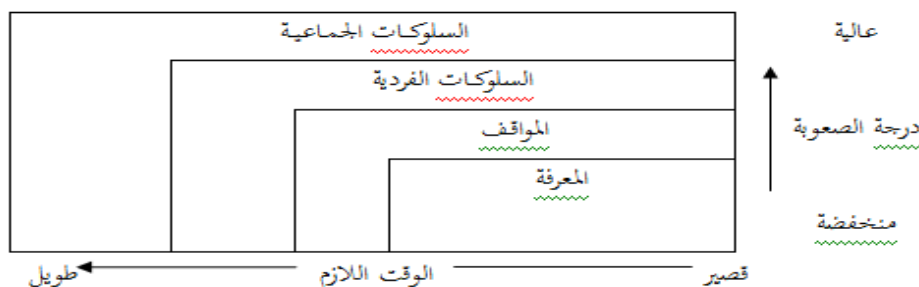 السلوكات الجماعية
عالية
السلوكات الفردية
المواقف
درجة الصعوبة
المعرفة
منخفضة
قصير
الوقت اللازم
طويل